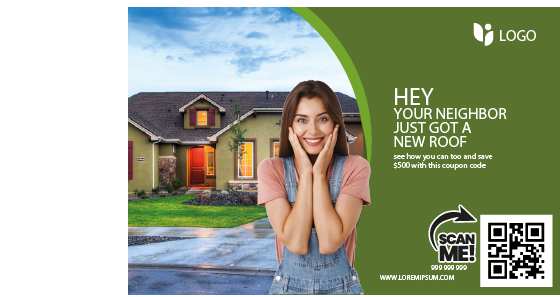 LOGO
HEY
YOUR NEIGHBOR
JUST GOT A
NEW ROOF
see how you can too and save
$500 with this coupon code
SCAN
ME!
999 999 999
WWW.LOREMIPSUM.COM